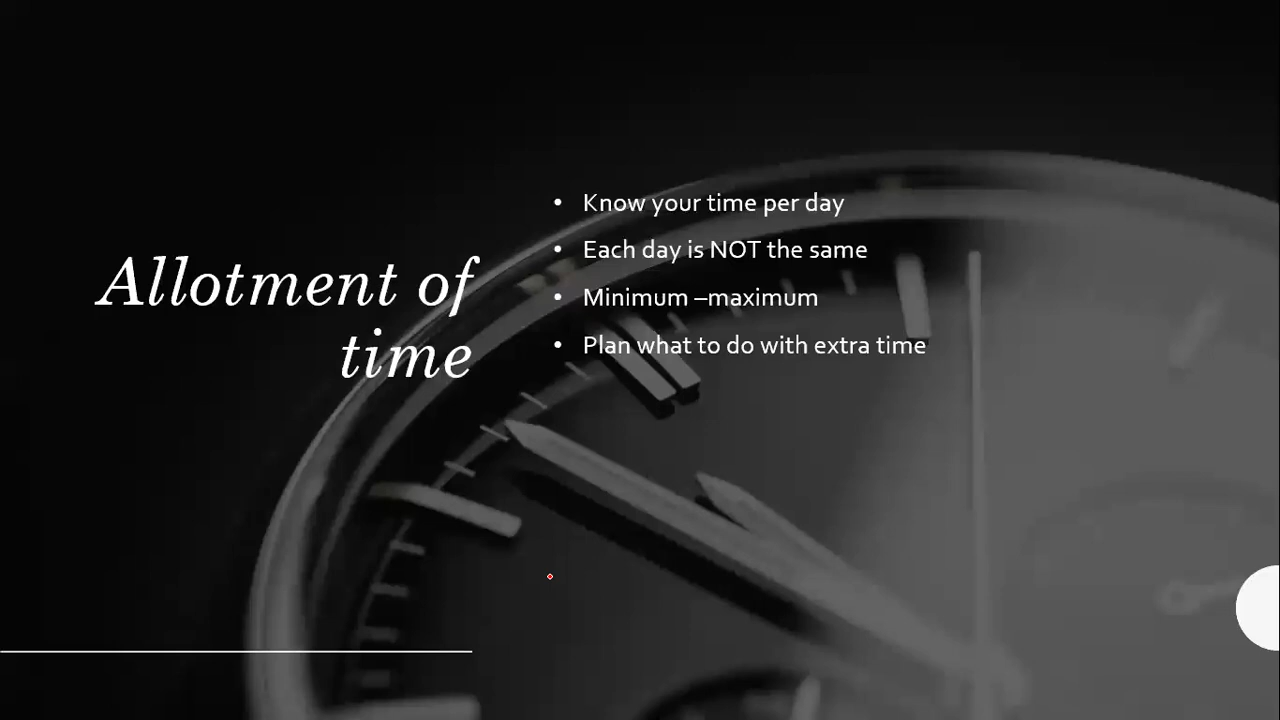 Allotment of
time
• Know your time per day
• Each day is NOT the same
• Minimum –maximum
• Plan what to do with extra time